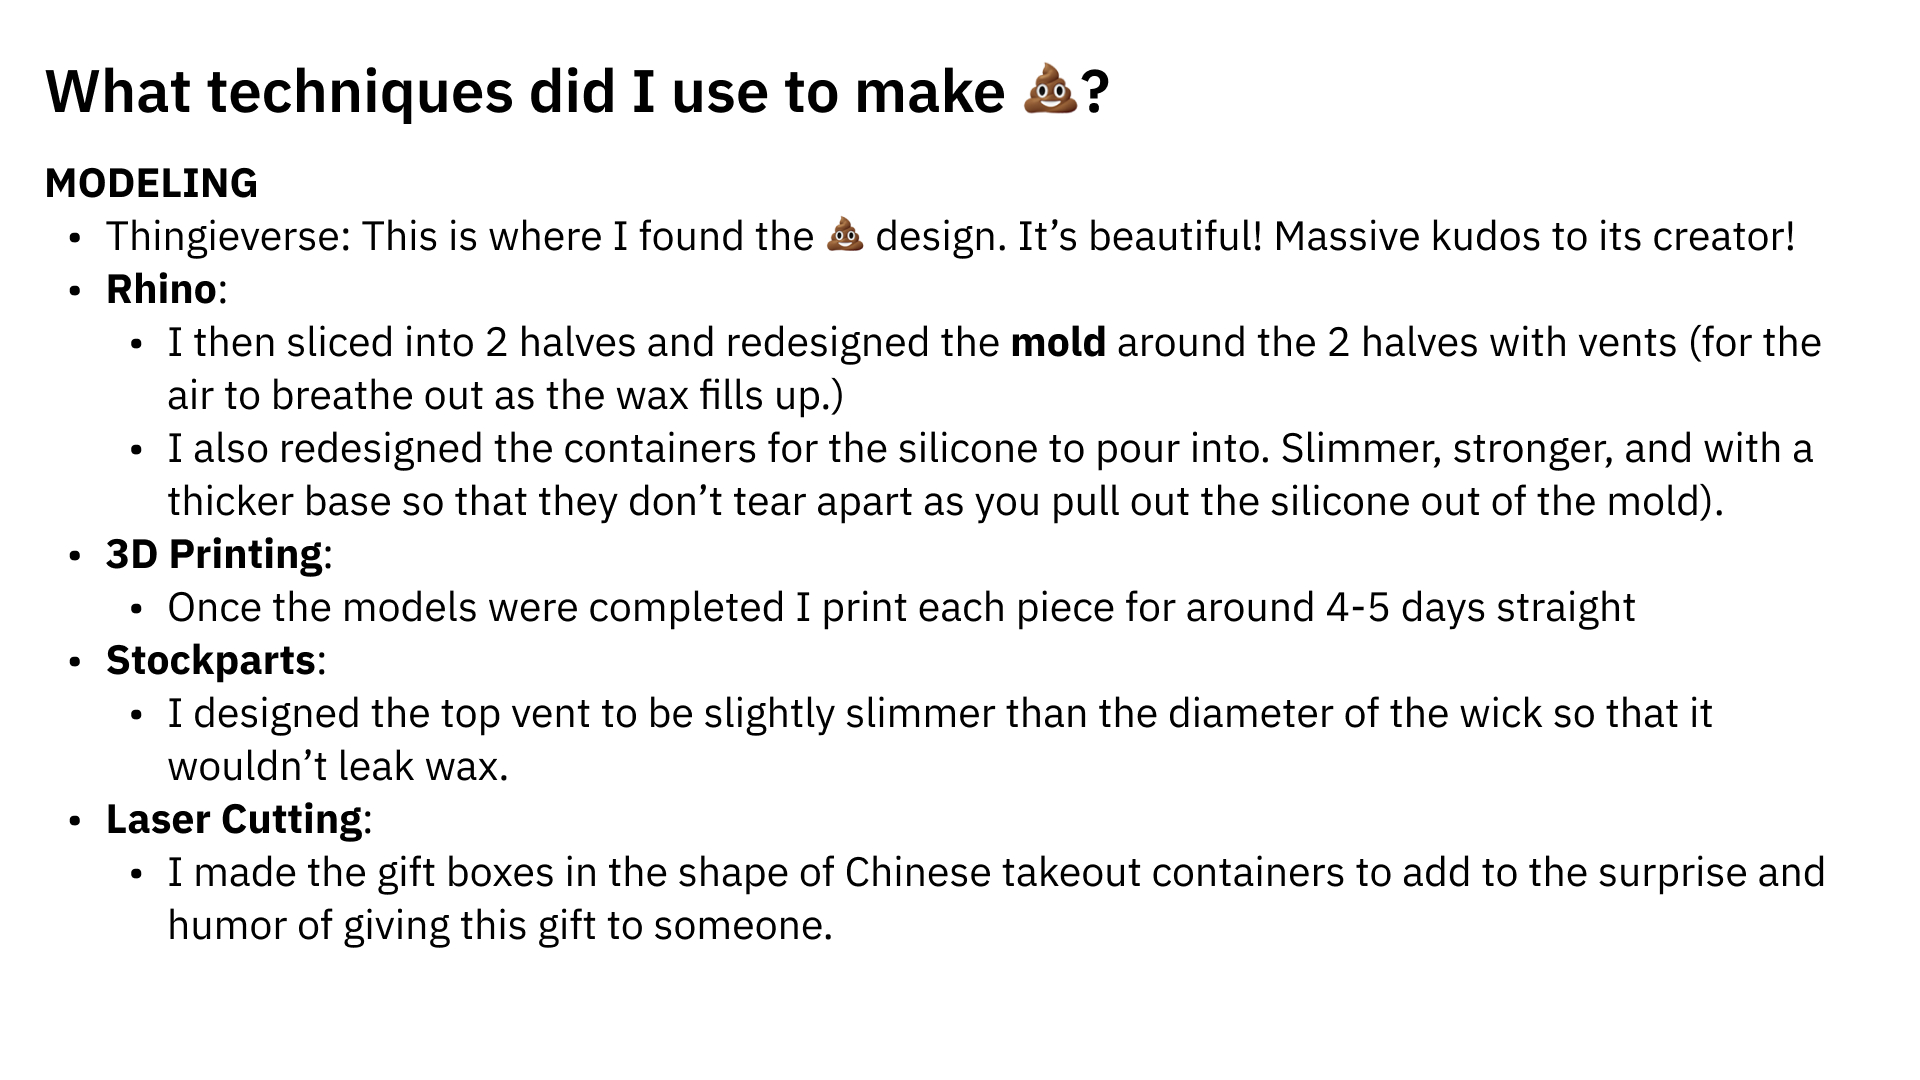 What techniques did I use to make 💩?
MODELING
• Thingieverse: This is where I found the 💩 design. It’s beautiful! Massive kudos to its creator!
• Rhino:
• I then sliced into 2 halves and redesigned the mold around the 2 halves with vents (for the
air to breathe out as the wax fills up.)
• I also redesigned the containers for the silicone to pour into. Slimmer, stronger, and with a
thicker base so that they don’t tear apart as you pull out the silicone out of the mold).
• 3D Printing:
• Once the models were completed I print each piece for around 4-5 days straight
• Stockparts:
• I designed the top vent to be slightly slimmer than the diameter of the wick so that it
wouldn’t leak wax.
• Laser Cutting:
• I made the gift boxes in the shape of Chinese takeout containers to add to the surprise and
humor of giving this gift to someone.